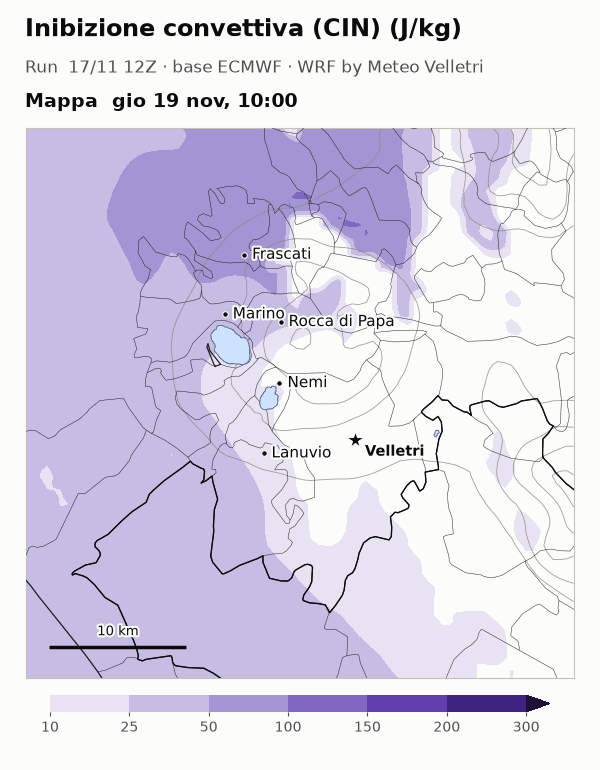 Inibizione convettiva (CIN) (J/kg)
Run  17/11 12Z · base ECMWF · WRF by Meteo Velletri
Mappa  gio 19 nov, 10:00
Frascati
Marino
Rocca di Papa
Nemi
Velletri
Lanuvio
10 km
10 25 50 100 150 200 300